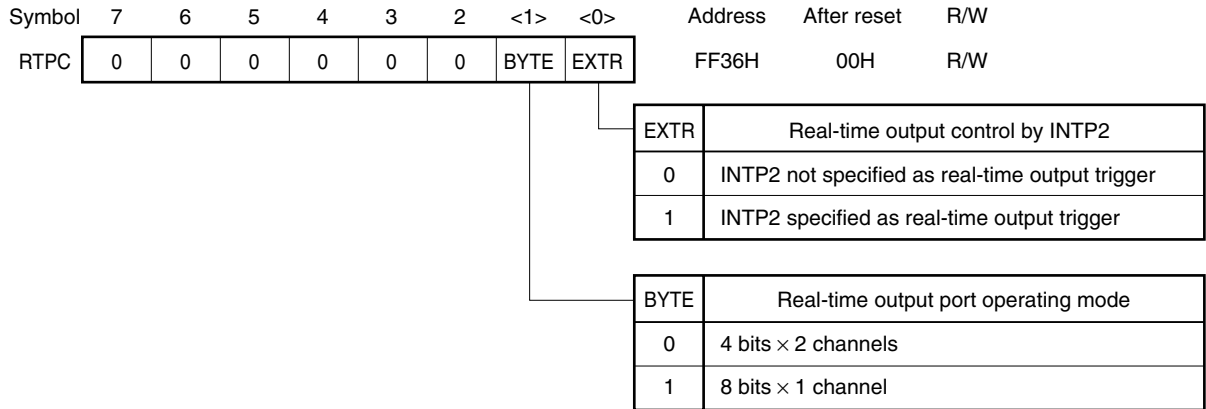 Symbol 7 6 5 4 3 2 <1> <0> Address After reset R/W
RTPC 0 0 0 0 0 0 BYTE EXTR FF36H 00H R/W
EXTR Real-time output control by INTP2
0 INTP2 not specified as real-time output trigger
1 INTP2 specified as real-time output trigger
BYTE Real-time output port operating mode
0 4 bits × 2 channels
1 8 bits × 1 channel